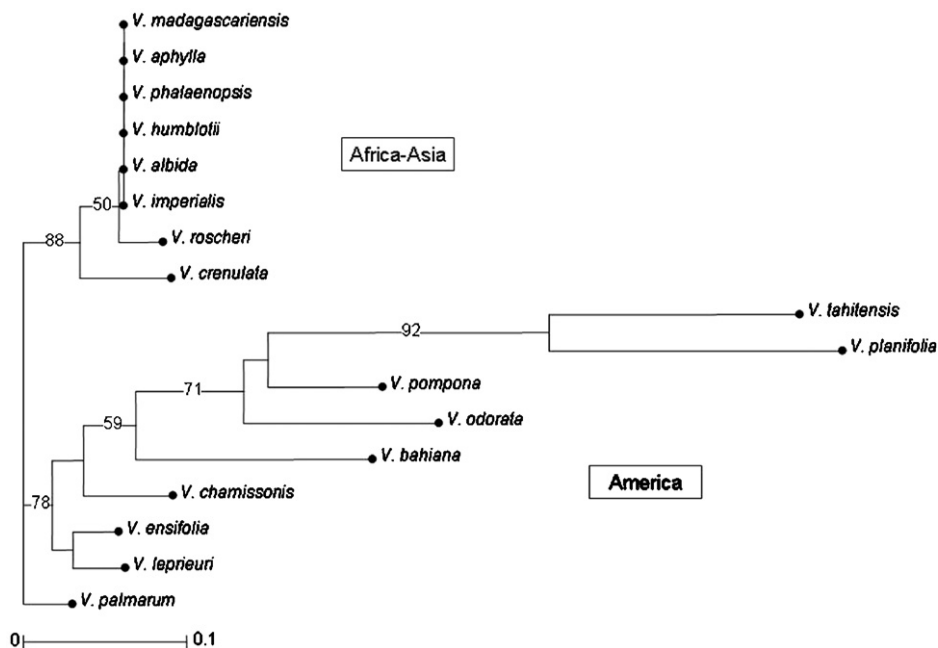 V. madagascariensis
V. aphylla
V. phalaenopsis
V. humblotii
Africa-Asia
V. albida
50
V. imperialis
88
V. roscheri
V. crenulata
V. tahitensis
92
V. planifolia
71
V. pompona
59
V. odorata
V. bahiana
America
78
V. chamissonis
V. ensifolia
V. leprieuri
V. palmarum
0 0.1